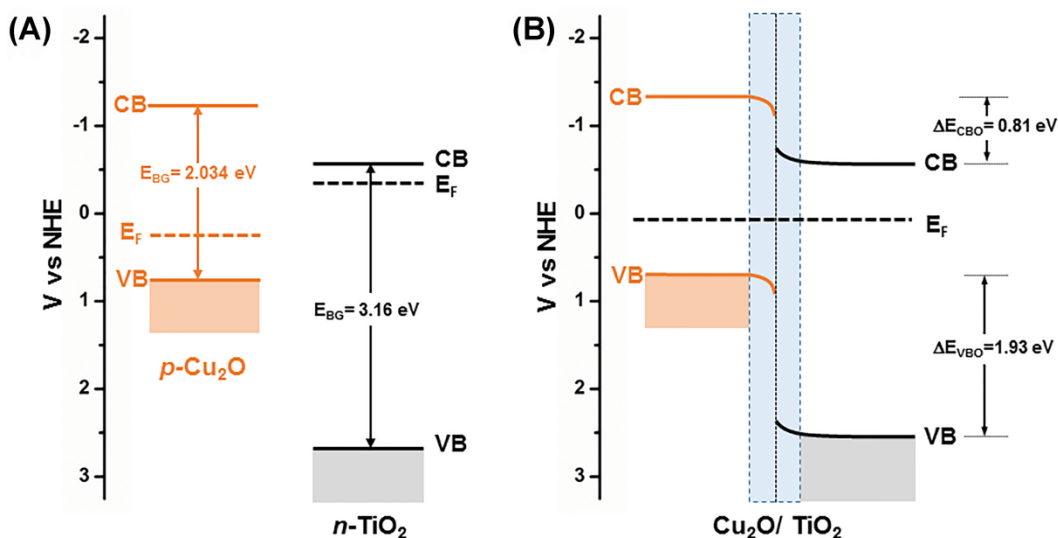 (A)
-2
-1
0
1
2
3
V vs NHE
CB
E_BG= 2.034 eV
E_F
VB
p-Cu₂O
CB
E_F
E_BG= 3.16 eV
VB
n-TiO₂
(B)
-2
-1
0
1
2
3
V vs NHE
CB
VB
ΔE_CBO= 0.81 eV
CB
E_F
ΔE_VBO=1.93 eV
VB
Cu₂O/ TiO₂